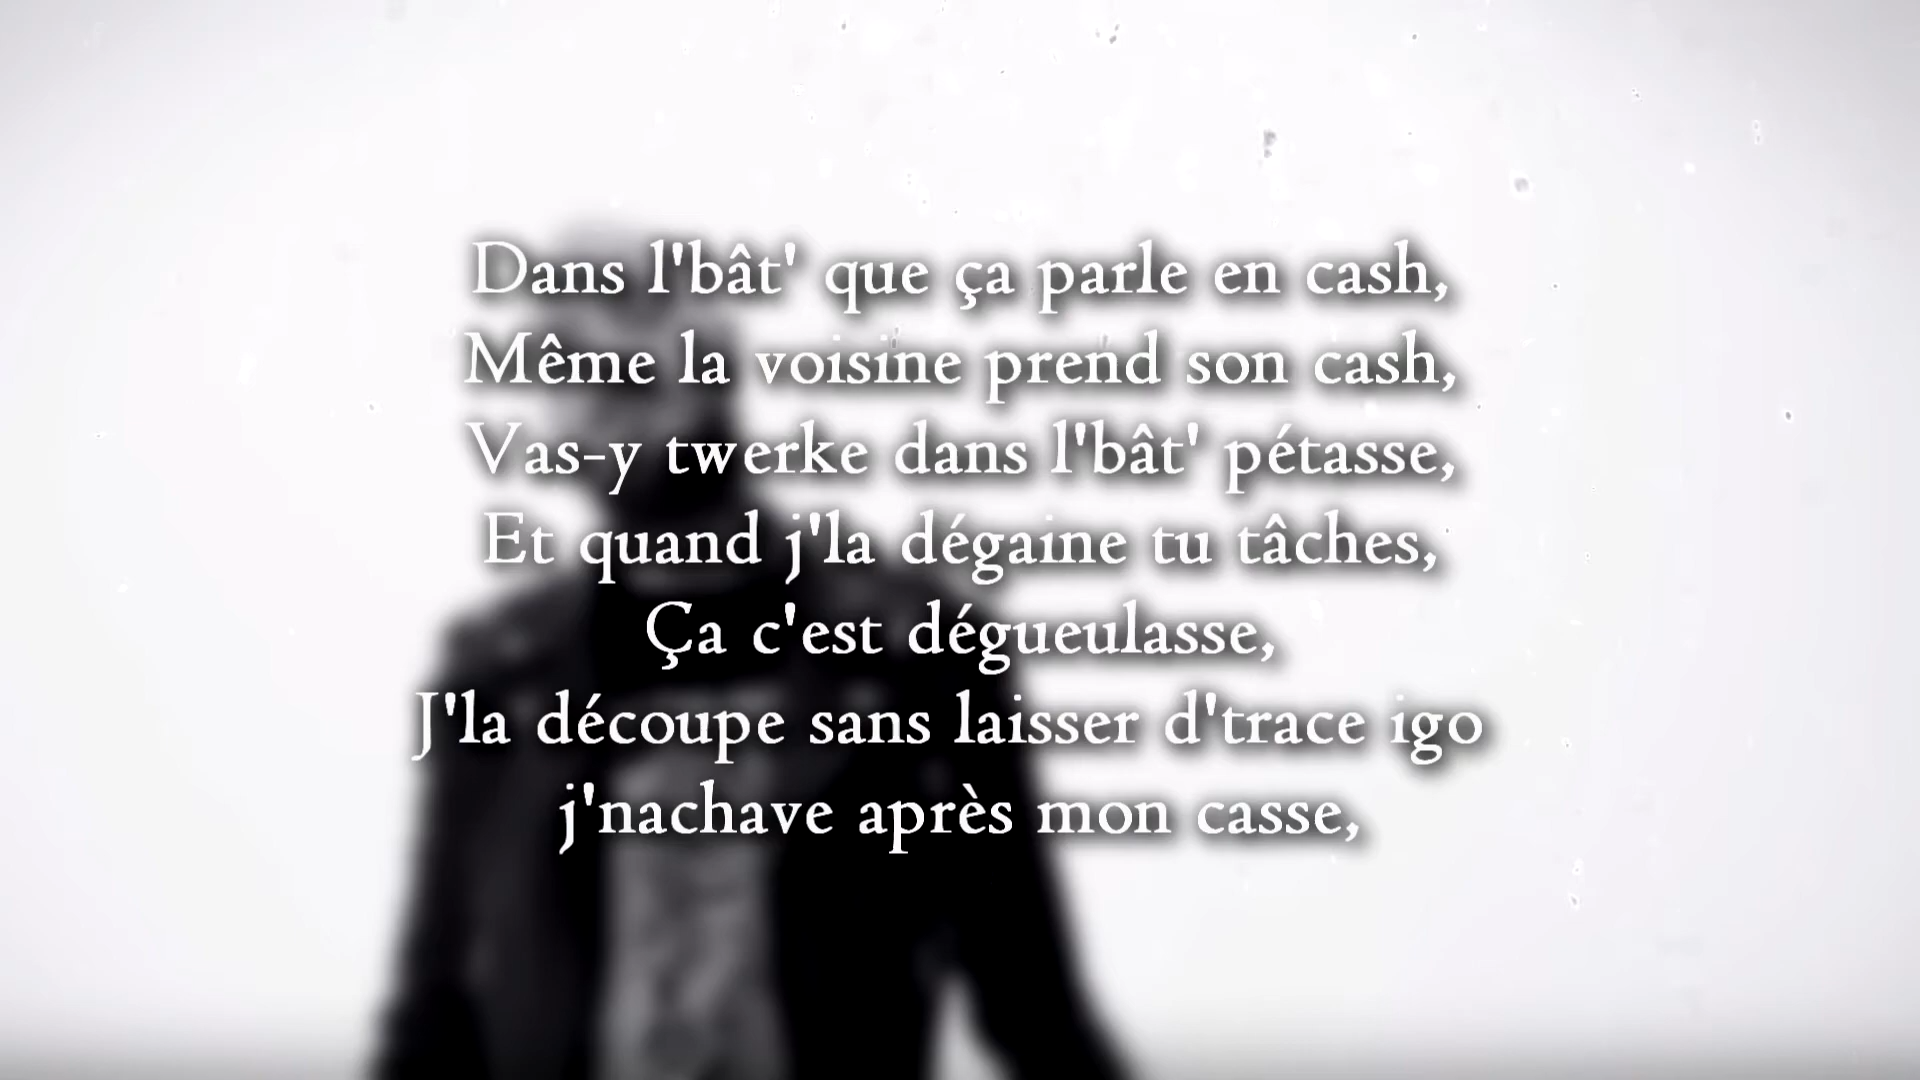 Dans l'bât' que ça parle en cash,
Même la voisine prend son cash,
Vas-y twerke dans l'bât' pétasse,
Et quand j'la dégaine tu tâches,
Ça c'est dégueulasse,
J'la découpe sans laisser d'trace igo
j'nachave après mon casse,